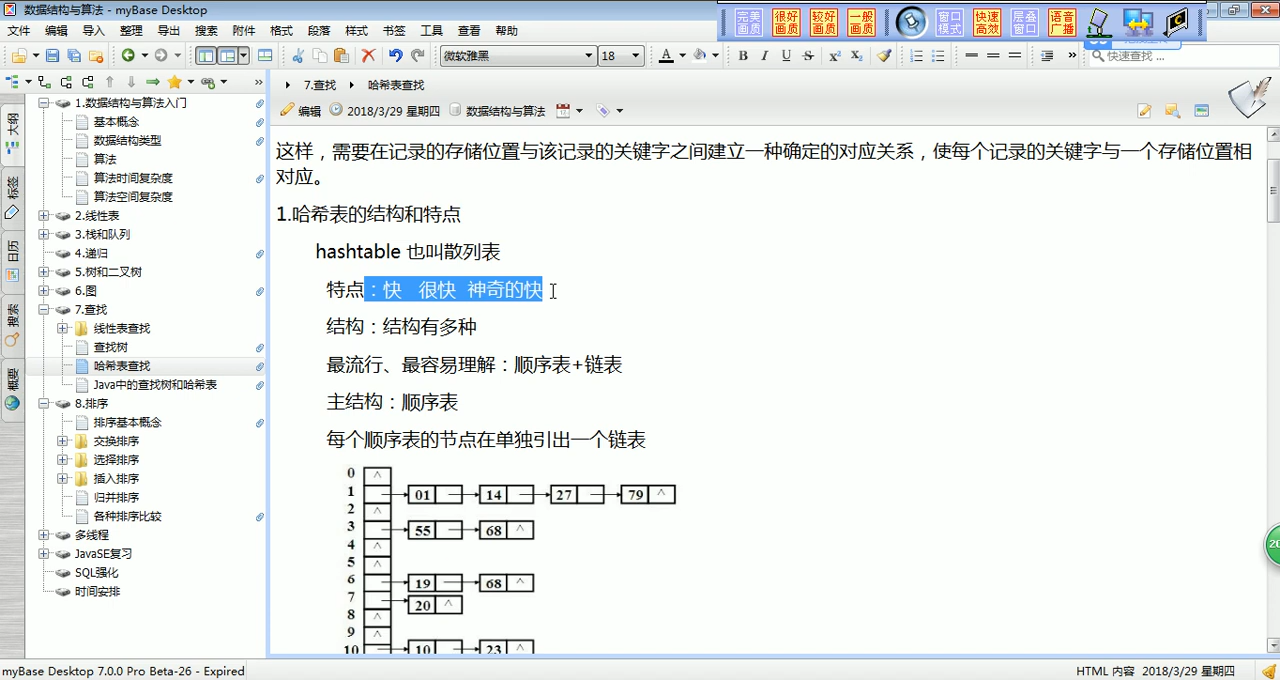 数据结构与算法 - myBase Desktop
文件 编辑 导入 整理 导出 搜索 附件 格式 段落 样式 书签 工具 查看 帮助
完美画质 很好画质 较好画质 一般画质 窗口模式 快速高效 层叠窗口 语音广播
微软雅黑 18
快速查找 ...
7.查找 哈希表查找
编辑 2018/3/29 星期四 数据结构与算法
大纲
标签
日历
搜索
概要
1.数据结构与算法入门
基本概念
数据结构类型
算法
算法时间复杂度
算法空间复杂度
2.线性表
3.栈和队列
4.递归
5.树和二叉树
6.图
7.查找
线性表查找
查找树
哈希表查找
Java中的查找树和哈希表
8.排序
排序基本概念
交换排序
选择排序
插入排序
归并排序
各种排序比较
多线程
JavaSE复习
SQL强化
时间安排
这样，需要在记录的存储位置与该记录的关键字之间建立一种确定的对应关系，使每个记录的关键字与一个存储位置相
对应。
1.哈希表的结构和特点
hashtable 也叫散列表
特点：快 很快 神奇的快
结构：结构有多种
最流行、最容易理解：顺序表+链表
主结构：顺序表
每个顺序表的节点在单独引出一个链表
0 ^
1 01 14 27 79 ^
2 ^
3 55 68 ^
4 ^
5 ^
6 19 68 ^
7 20 ^
8 ^
9 ^
10 10 23 ^
20
myBase Desktop 7.0.0 Pro Beta-26 - Expired
HTML 内容 2018/3/29 星期四